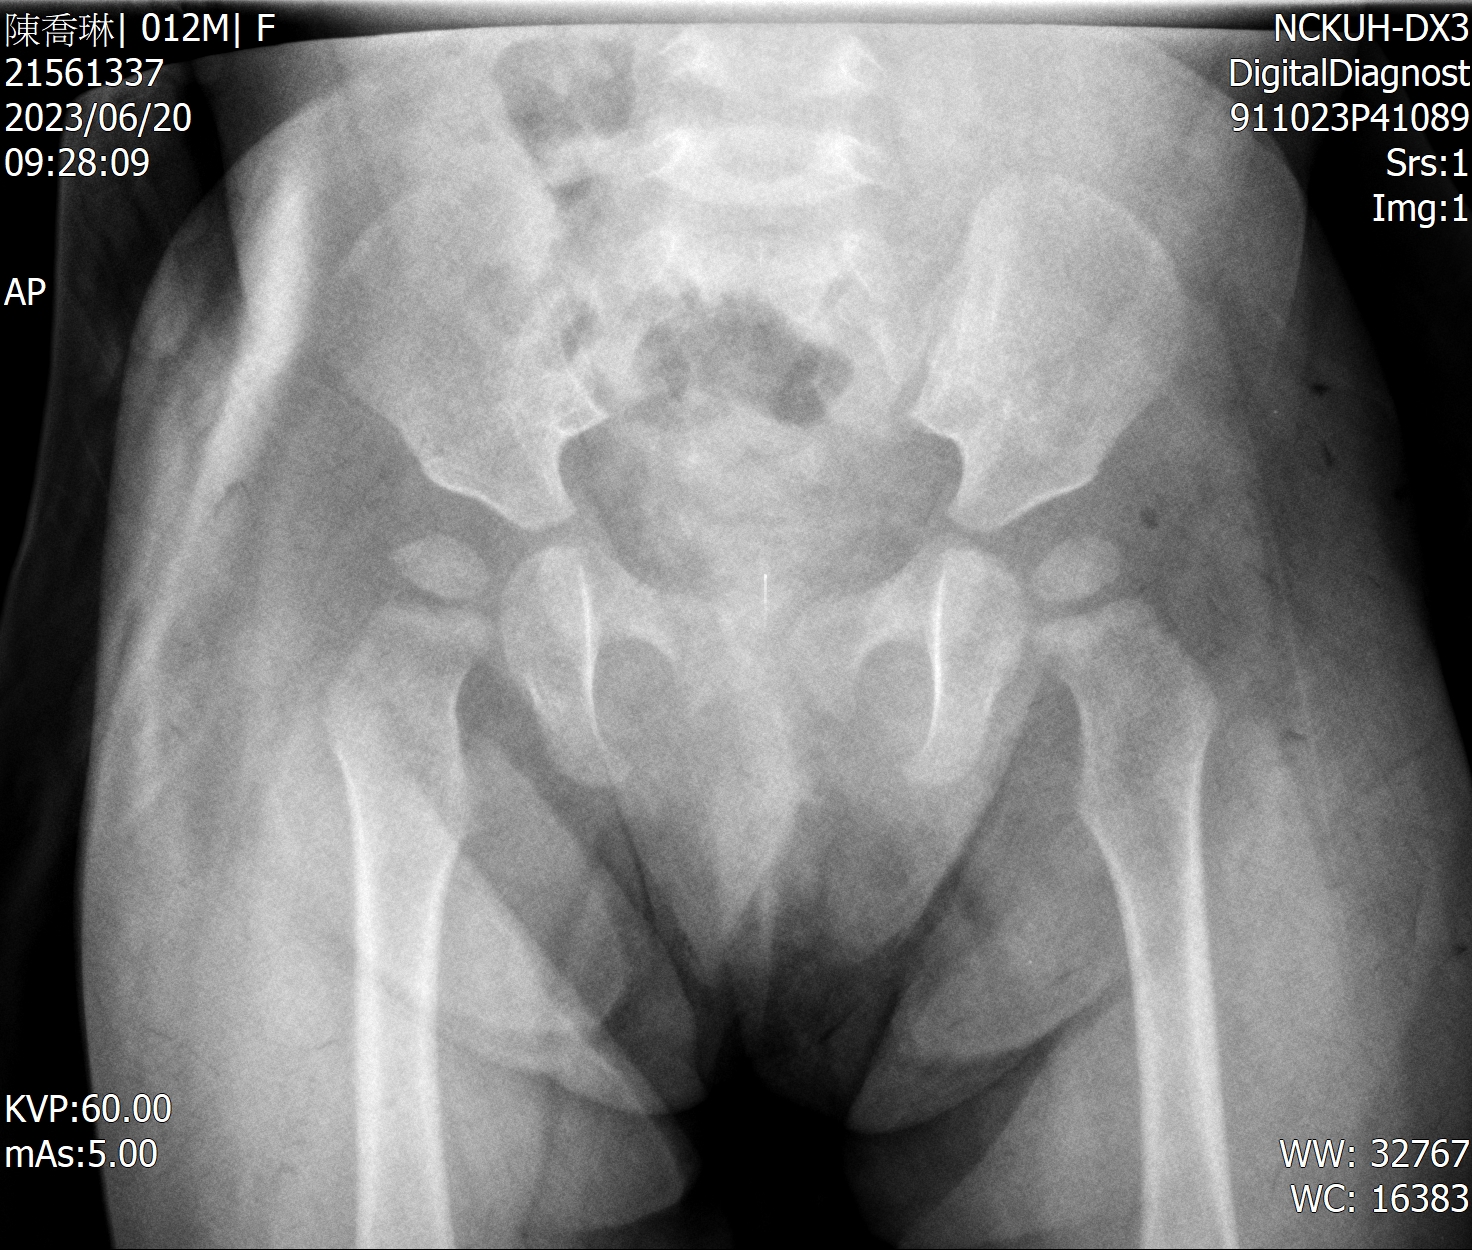 陳喬琳| 012M| F
21561337
2023/06/20
09:28:09
AP
NCKUH-DX3
DigitalDiagnost
911023P41089
Srs:1
Img:1
KVP:60.00
mAs:5.00
WW: 32767
WC: 16383